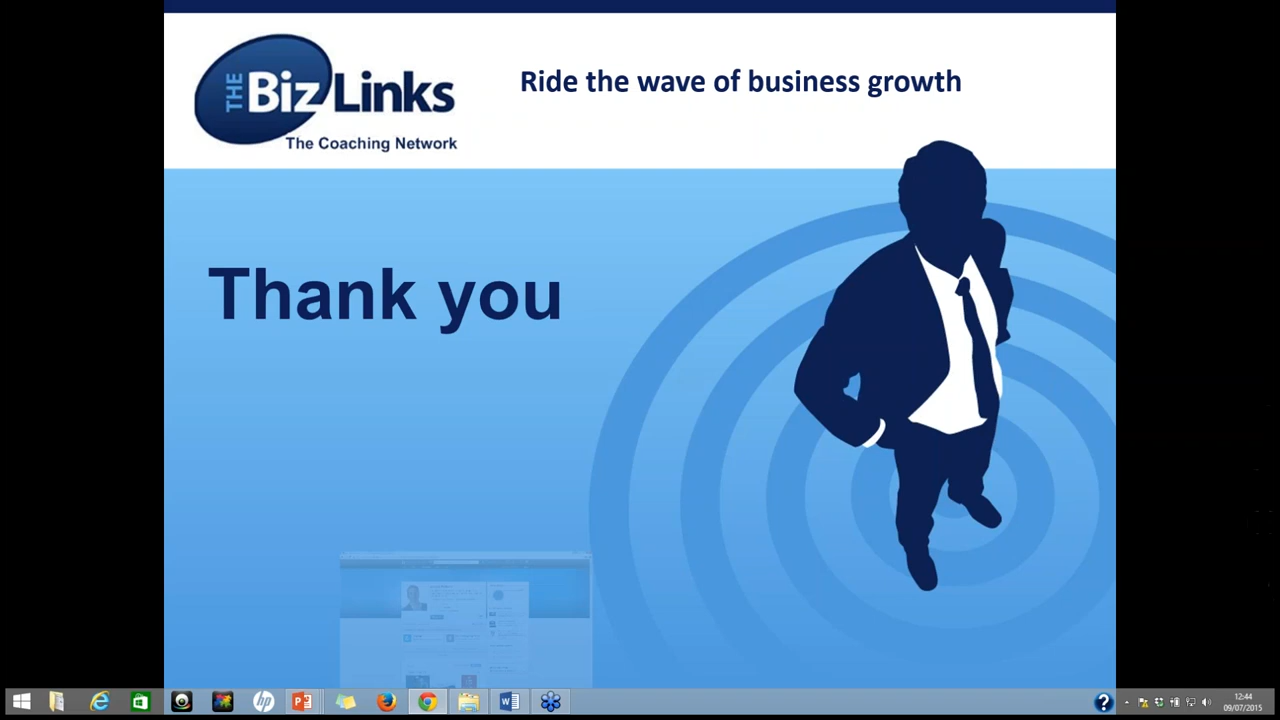 THE Biz Links
The Coaching Network
Ride the wave of business growth
Thank you
12:44
09/07/2015